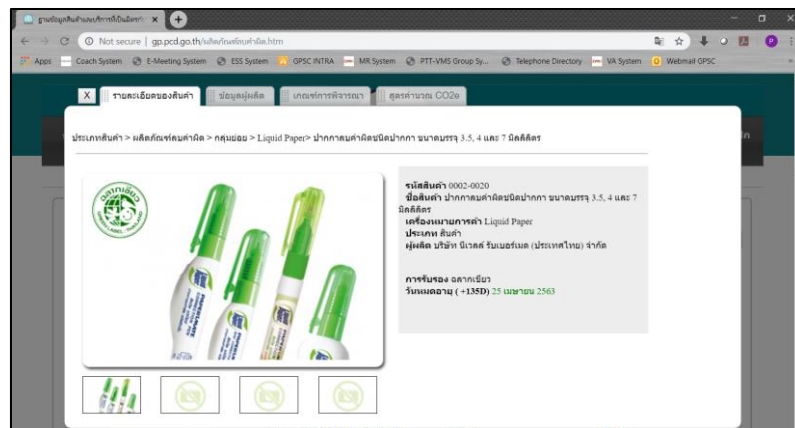 ฐานข้อมูลสินค้าและบริการที่เป็นมิตรกับ
Not secure | gp.pcd.go.th/ผลิตภัณฑ์ลบคำผิด.htm
Apps Coach System E-Meeting System ESS System GPSC INTRA MR System PTT-VMS Group Sy... Telephone Directory VA System Webmail GPSC
X รายละเอียดของสินค้า ข้อมูลผู้ผลิต เกณฑ์การพิจารณา สูตรคำนวณ CO2e
ประเภทสินค้า > ผลิตภัณฑ์ลบคำผิด > กลุ่มย่อย > Liquid Paper> ปากกาลบคำผิดชนิดปากกา ขนาดบรรจุ 3.5, 4 และ 7 มิลลิลิตร
ฉลากเขียว
GREEN LABEL : THAILAND
รหัสสินค้า 0002-0020
ชื่อสินค้า ปากกาลบคำผิดชนิดปากกา ขนาดบรรจุ 3.5, 4 และ 7
มิลลิลิตร
เครื่องหมายการค้า Liquid Paper
ประเภท สินค้า
ผู้ผลิต บริษัท นิเวลล์ รับเบอร์เมด (ประเทศไทย) จำกัด
การรับรอง ฉลากเขียว
วันหมดอายุ ( +135D) 25 เมษายน 2563